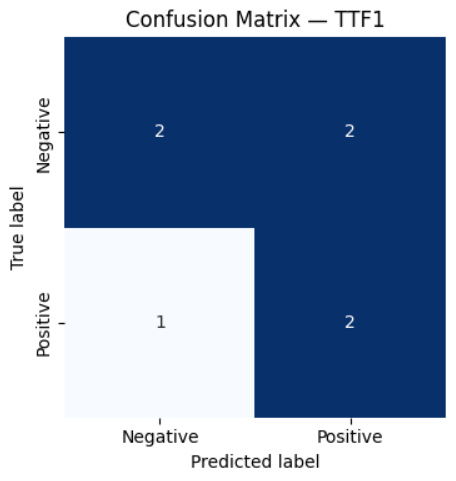 Confusion Matrix — TTF1
True label
Negative
2 2
Positive
1 2
Negative Positive
Predicted label